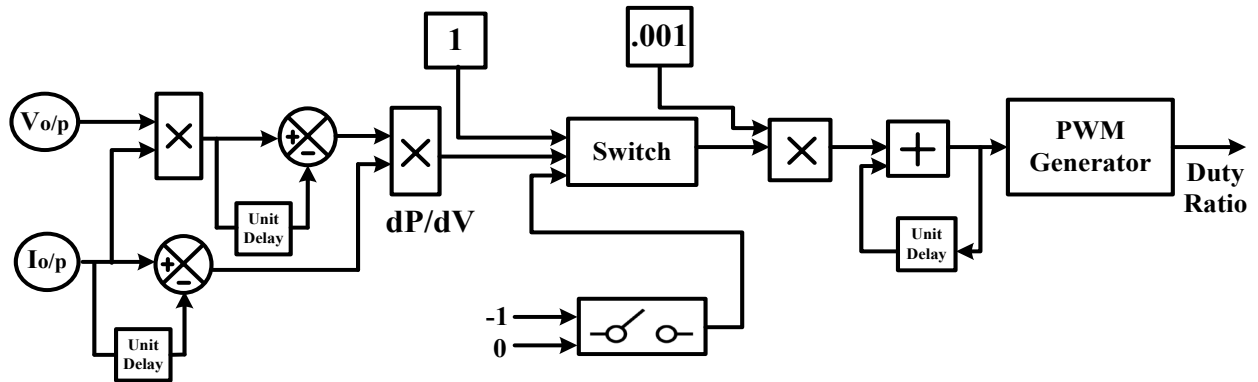 1
.001
Vo/p
×
+
−
×
Switch
×
+
PWM
Generator
Duty
Ratio
Unit
Delay
dP/dV
Unit
Delay
Io/p
+
−
-1
0
Unit
Delay